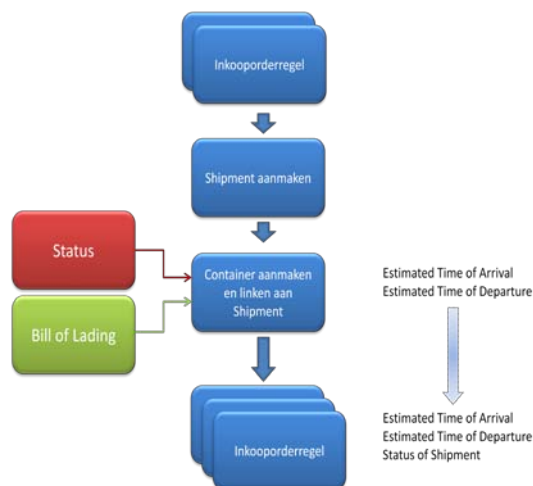 Inkooporderregel
Shipment aanmaken
Status
Container aanmaken
en linken aan
Shipment
Estimated Time of Arrival
Estimated Time of Departure
Bill of Lading
Inkooporderregel
Estimated Time of Arrival
Estimated Time of Departure
Status of Shipment